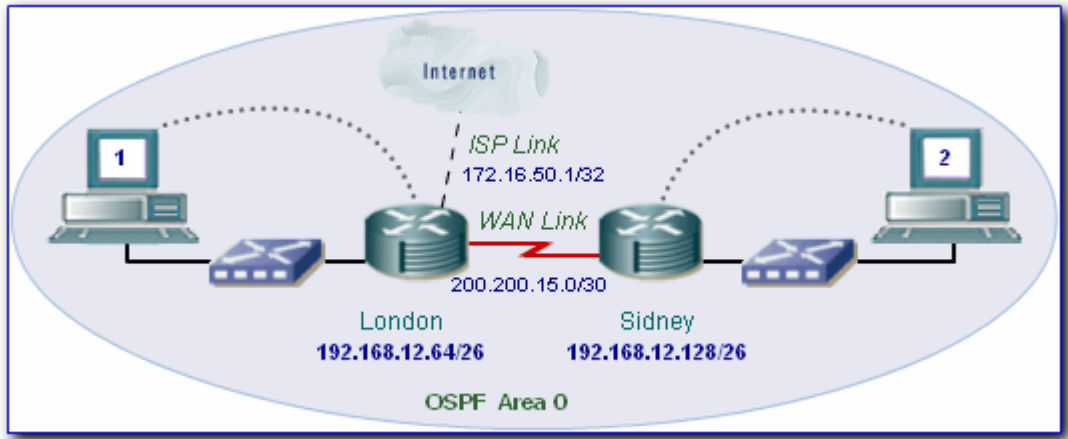 Internet
1
2
ISP Link
172.16.50.1/32
WAN Link
200.200.15.0/30
London
Sidney
192.168.12.64/26
192.168.12.128/26
OSPF Area 0